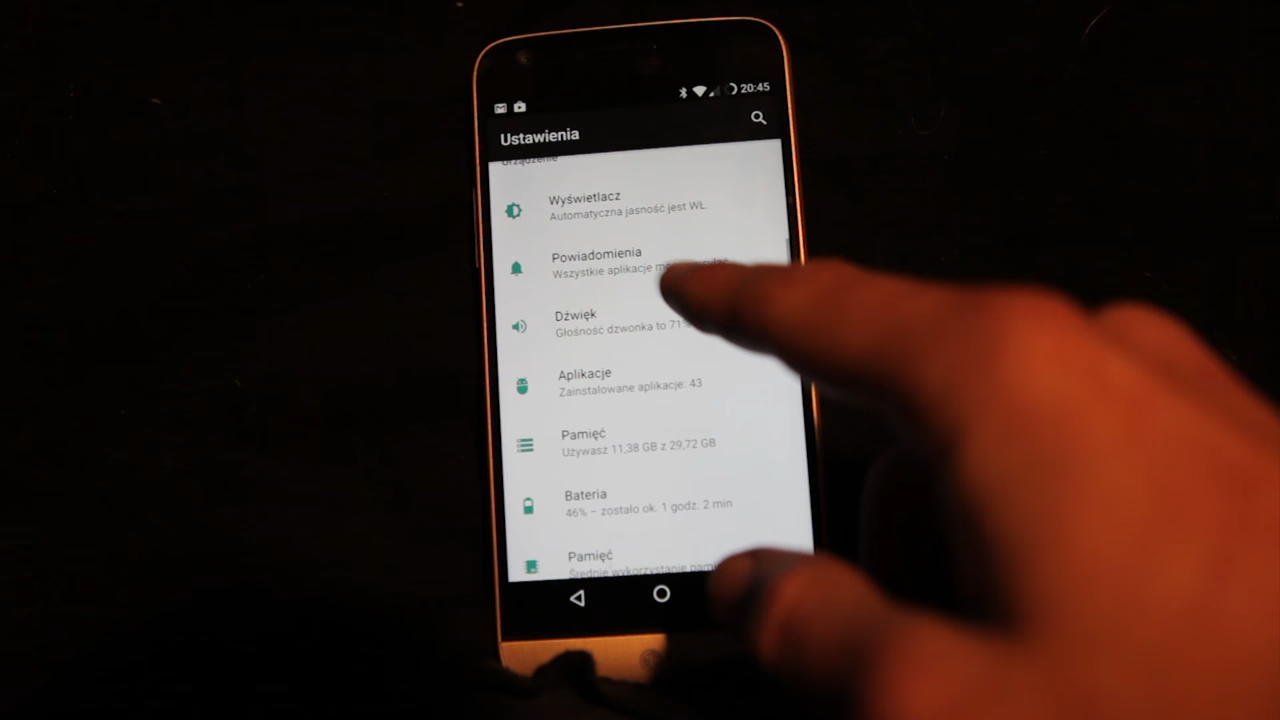 20:45
Ustawienia
Urządzenie
Wyświetlacz
Automatyczna jasność jest WŁ.
Powiadomienia
Wszystkie aplikacje
Dźwięk
Głośność dzwonka to 71%
Aplikacje
Zainstalowane aplikacje: 43
Pamięć
Używasz 11,38 GB z 29,72 GB
Bateria
46% – zostało ok. 1 godz. 2 min
Pamięć
Średnie wykorzystanie